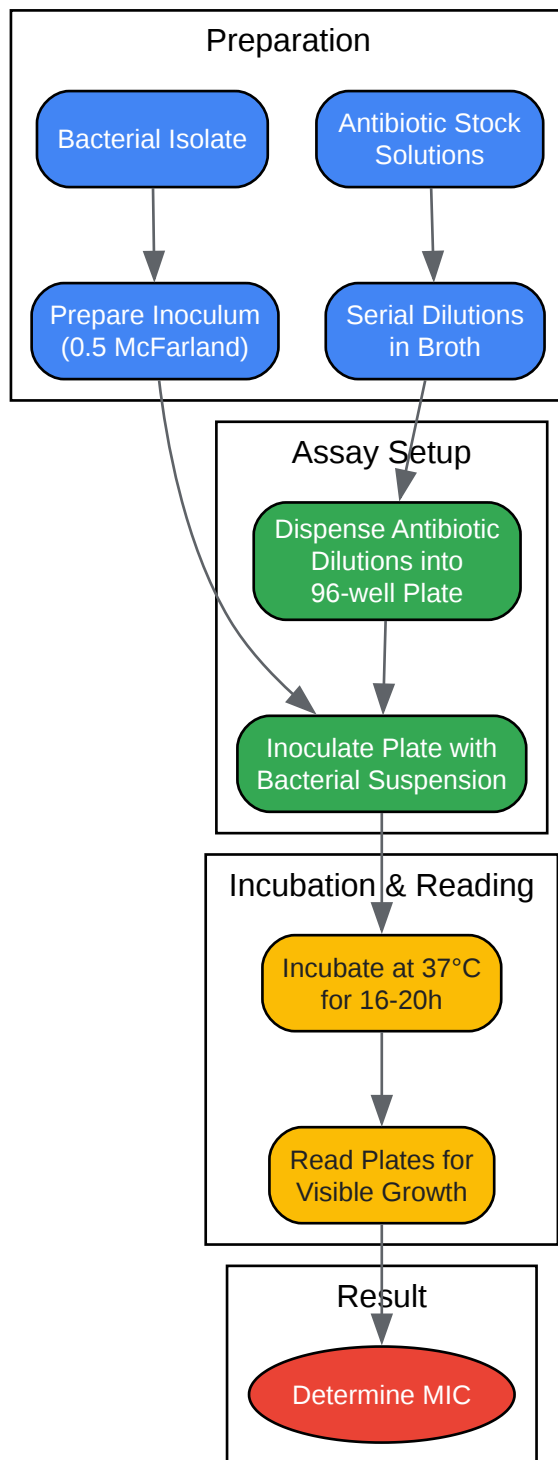 Preparation
Bacterial Isolate
Antibiotic Stock
Solutions
Prepare Inoculum
(0.5 McFarland)
Serial Dilutions
in Broth
Assay Setup
Dispense Antibiotic
Dilutions into
96-well Plate
Inoculate Plate with
Bacterial Suspension
Incubation & Reading
Incubate at 37°C
for 16-20h
Read Plates for
Visible Growth
Result
Determine MIC